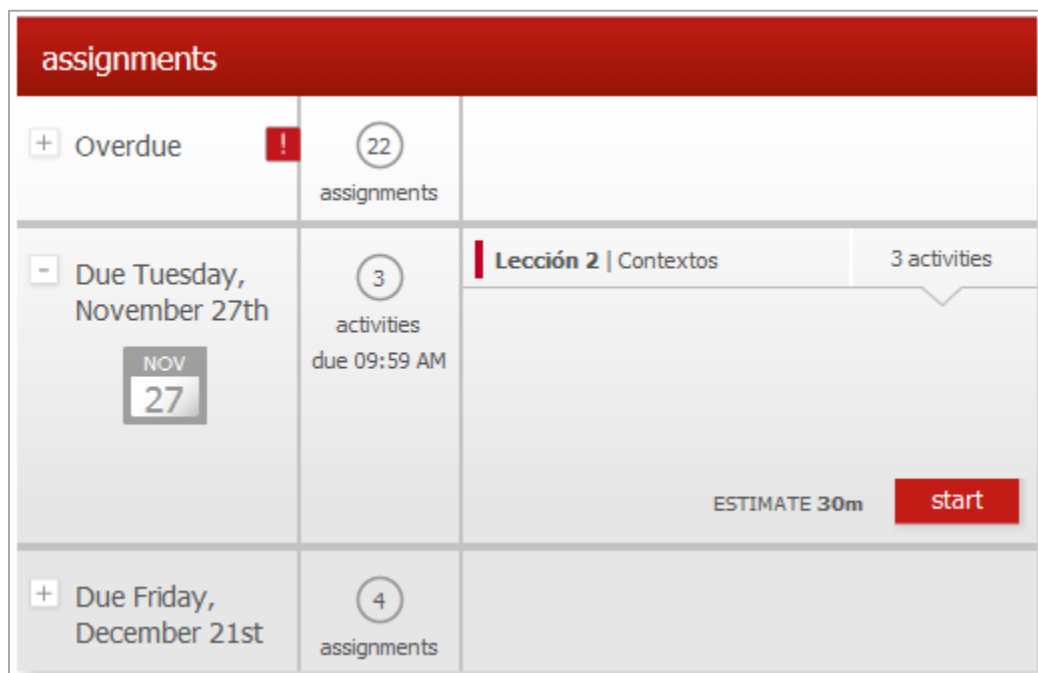 assignments
+ Overdue !
22
assignments
- Due Tuesday,
November 27th
NOV
27
3
activities
due 09:59 AM
Lección 2 | Contextos
3 activities
ESTIMATE 30m
start
+ Due Friday,
December 21st
4
assignments